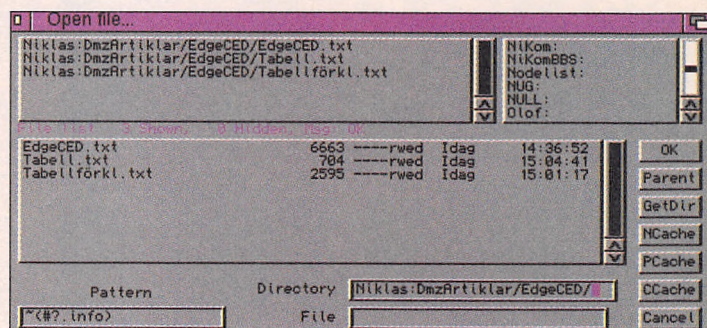 Open file...
Niklas:DmzArtiklar/EdgeCED/EdgeCED.txt
Niklas:DmzArtiklar/EdgeCED/Tabell.txt
Niklas:DmzArtiklar/EdgeCED/Tabellförkl.txt
NiKom:
NiKomBBS:
Nodelist:
NUG:
NULL:
Olof:
File list 3 Shown, 0 Hidden, Msg: OK
EdgeCED.txt 6663 ----rwed Idag 14:36:52
Tabell.txt 704 ----rwed Idag 15:04:41
Tabellförkl.txt 2595 ----rwed Idag 15:01:17
OK
Parent
GetDir
NCache
PCache
CCache
Cancel
Pattern
~(#?.info)
Directory Niklas:DmzArtiklar/EdgeCED/
File